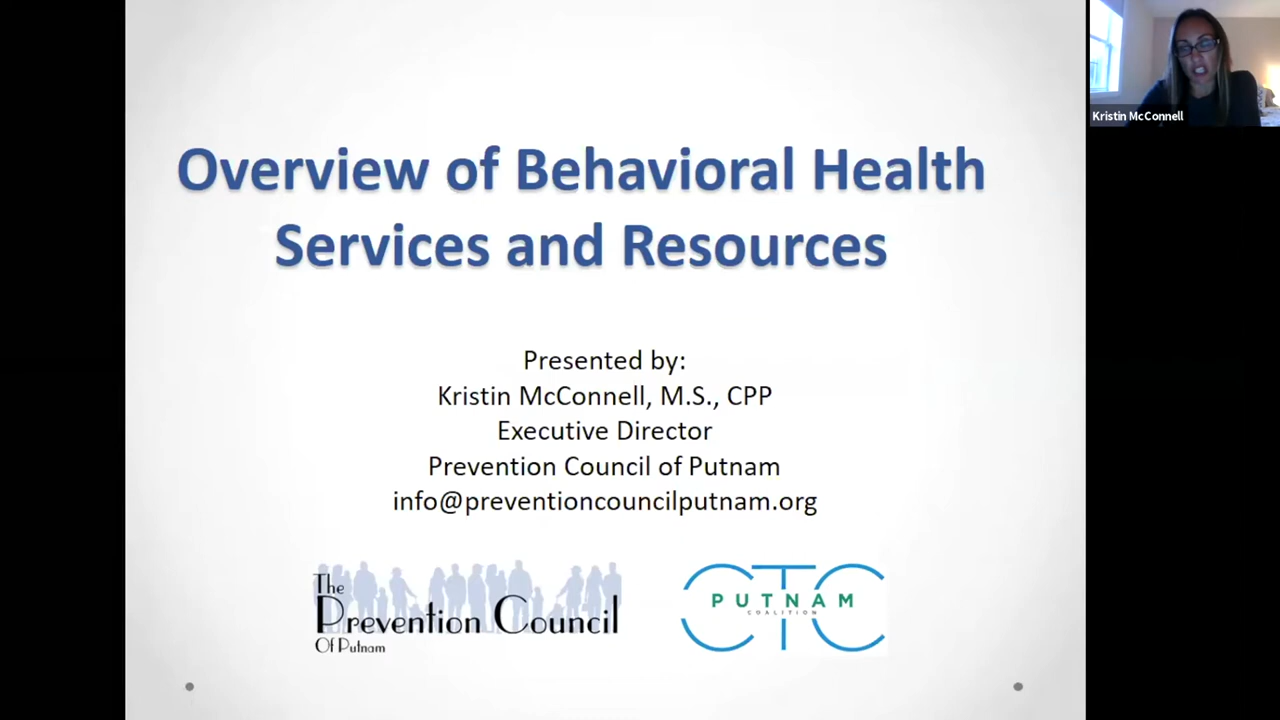 Overview of Behavioral Health
Services and Resources
Presented by:
Kristin McConnell, M.S., CPP
Executive Director
Prevention Council of Putnam
info@preventioncouncilputnam.org
The
Prevention Council
Of Putnam
CTC
PUTNAM
COALITION
Kristin McConnell